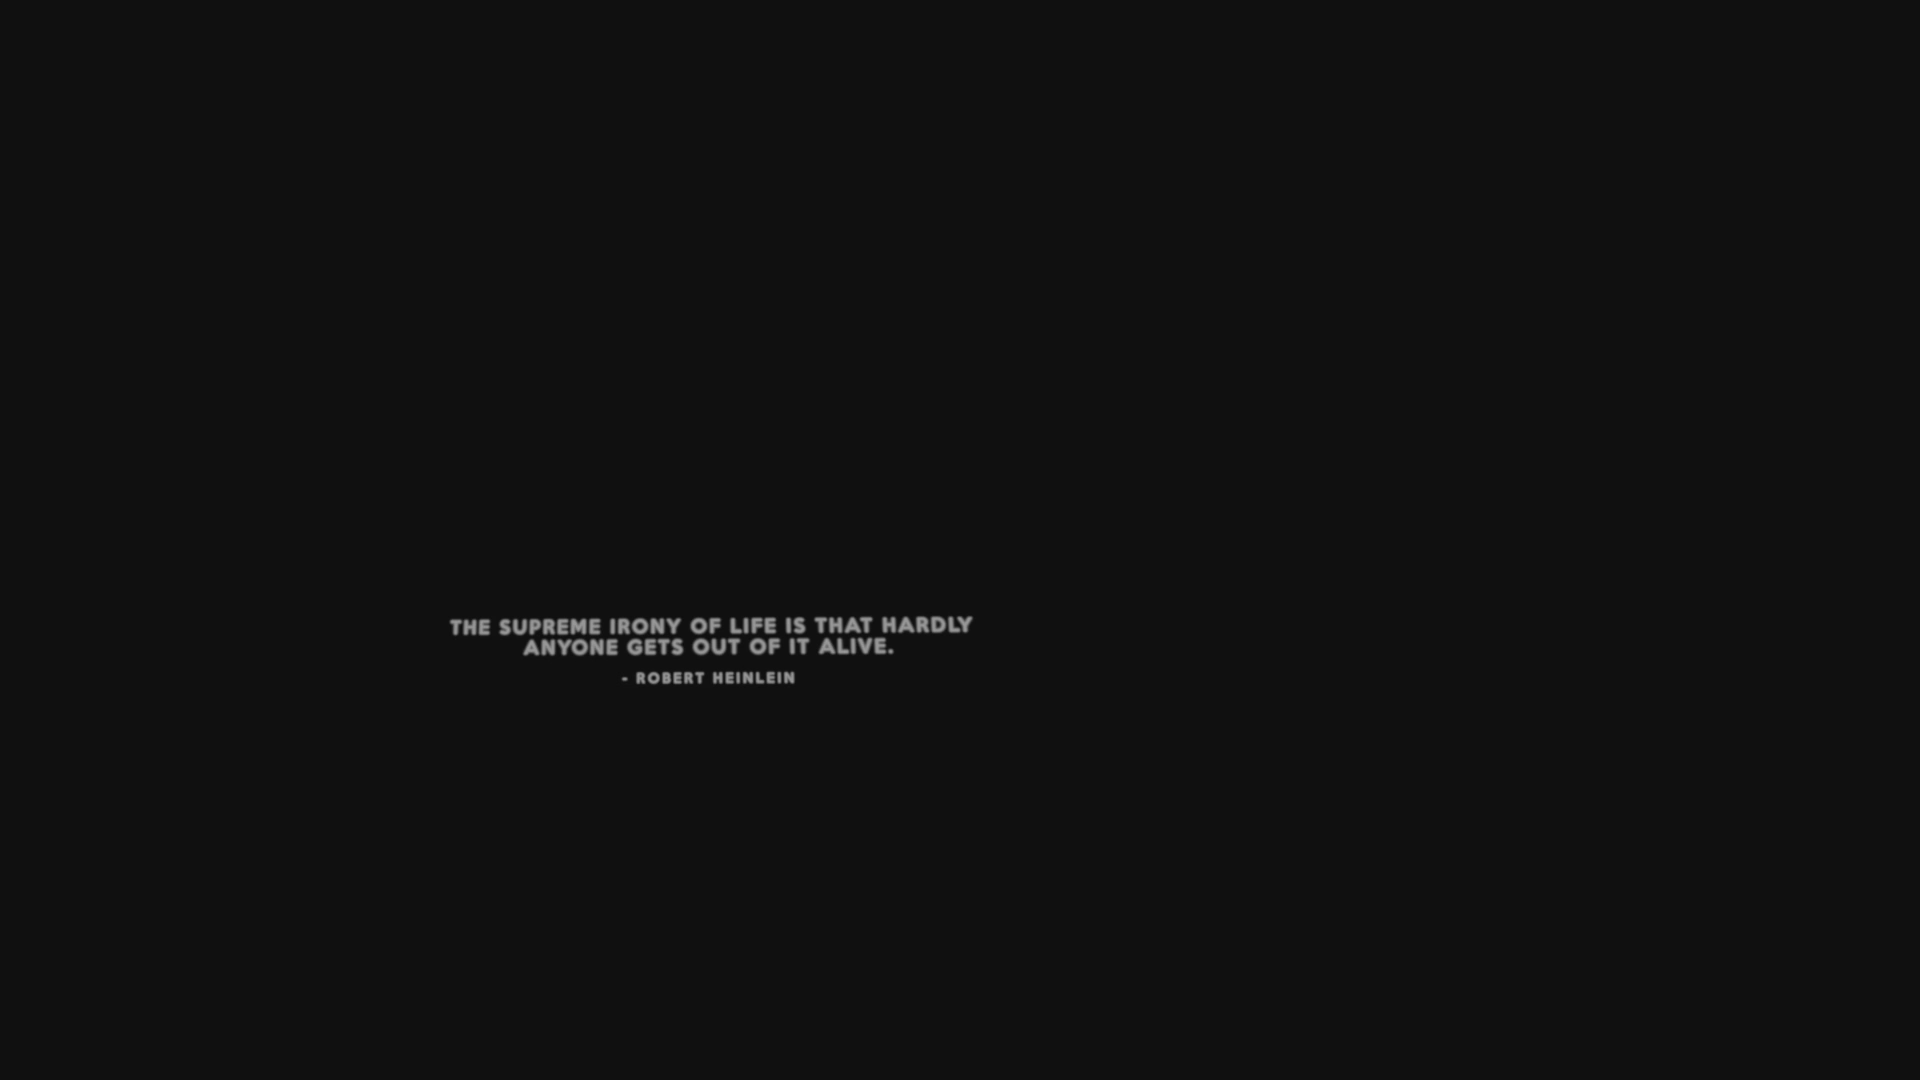 THE SUPREME IRONY OF LIFE IS THAT HARDLY
ANYONE GETS OUT OF IT ALIVE.
- ROBERT HEINLEIN